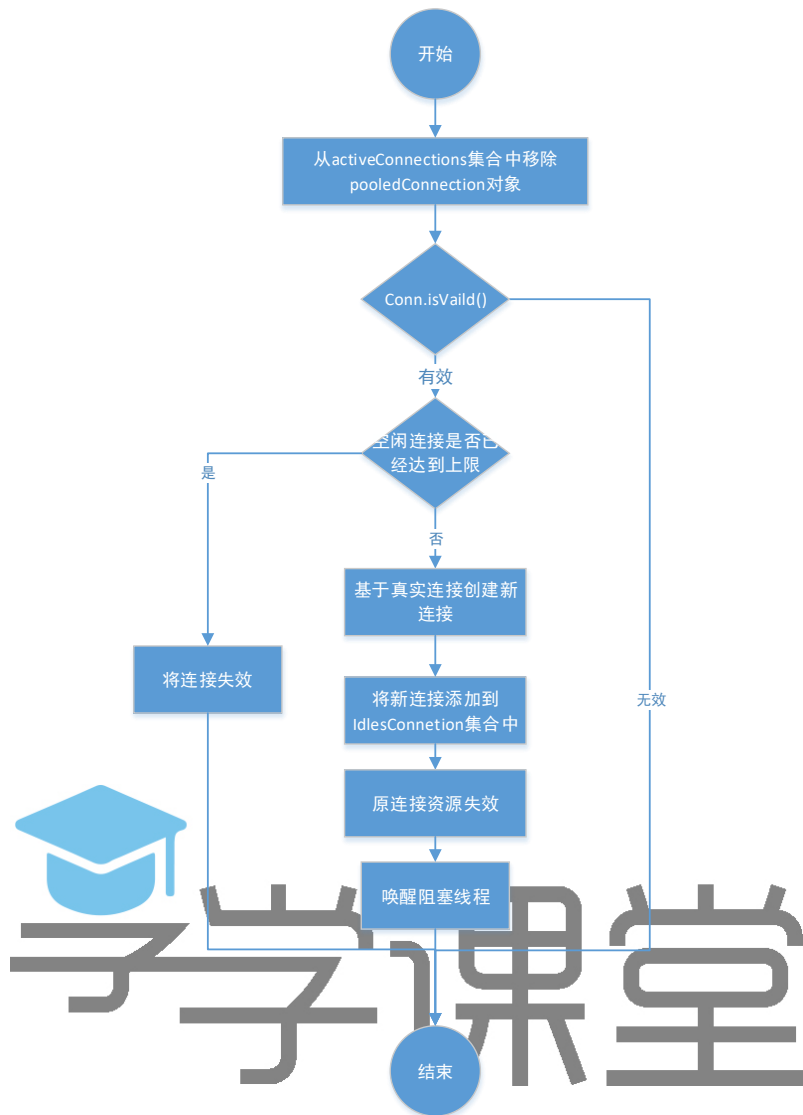 开始
从activeConnections集合中移除
pooledConnection对象
Conn.isVaild()
有效
空闲连接是否已
经达到上限
是
否
基于真实连接创建新
连接
将连接失效
将新连接添加到
IdlesConnetion集合中
无效
原连接资源失效
唤醒阻塞线程
享学课堂
结束